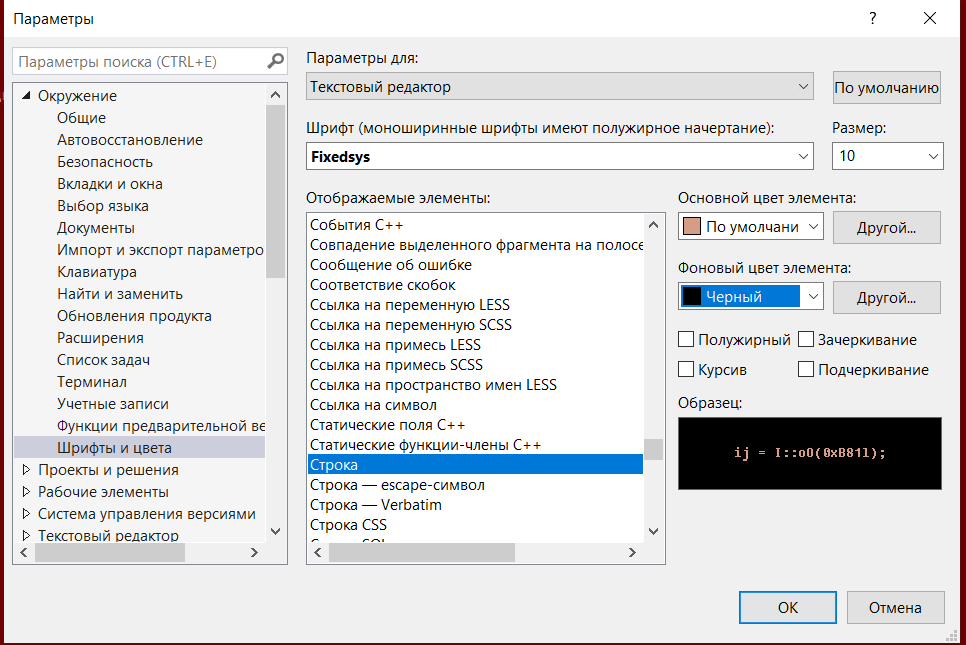 Параметры
?
Параметры поиска (CTRL+E)
Окружение
Общие
Автовосстановление
Безопасность
Вкладки и окна
Выбор языка
Документы
Импорт и экспорт параметро
Клавиатура
Найти и заменить
Обновления продукта
Расширения
Список задач
Терминал
Учетные записи
Функции предварительной ве
Шрифты и цвета
Проекты и решения
Рабочие элементы
Система управления версиями
Текстовый редактор
Параметры для:
Текстовый редактор
По умолчанию
Шрифт (моноширинные шрифты имеют полужирное начертание):
Размер:
Fixedsys
10
Отображаемые элементы:
События C++
Совпадение выделенного фрагмента на полосе
Сообщение об ошибке
Соответствие скобок
Ссылка на переменную LESS
Ссылка на переменную SCSS
Ссылка на примесь LESS
Ссылка на примесь SCSS
Ссылка на пространство имен LESS
Ссылка на символ
Статические поля C++
Статические функции-члены C++
Строка
Строка — escape-символ
Строка — Verbatim
Строка CSS
Основной цвет элемента:
По умолчани
Другой...
Фоновый цвет элемента:
Черный
Другой...
Полужирный
Зачеркивание
Курсив
Подчеркивание
Образец:
ij = I::oO(0xB81l);
ОК
Отмена